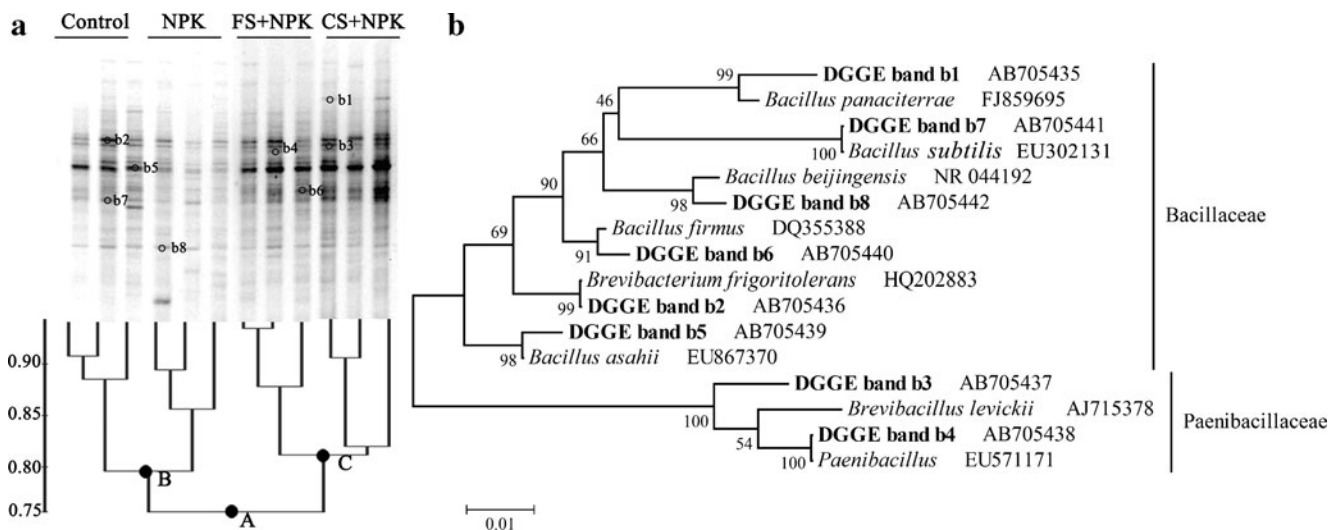 a
Control NPK FS+NPK CS+NPK
b1
b2
b3
b4
b5
b6
b7
b8
0.90
0.85
0.80
0.75
B
C
A
b
99 DGGE band b1 AB705435
Bacillus panaciterrae FJ859695
46
DGGE band b7 AB705441
100 Bacillus subtilis EU302131
66
Bacillus beijingensis NR 044192
98 DGGE band b8 AB705442
90
Bacillus firmus DQ355388
91 DGGE band b6 AB705440
69
Brevibacterium frigoritolerans HQ202883
99 DGGE band b2 AB705436
DGGE band b5 AB705439
98 Bacillus asahii EU867370
Bacillaceae
DGGE band b3 AB705437
100
Brevibacillus levickii AJ715378
54
DGGE band b4 AB705438
100 Paenibacillus EU571171
Paenibacillaceae
0.01